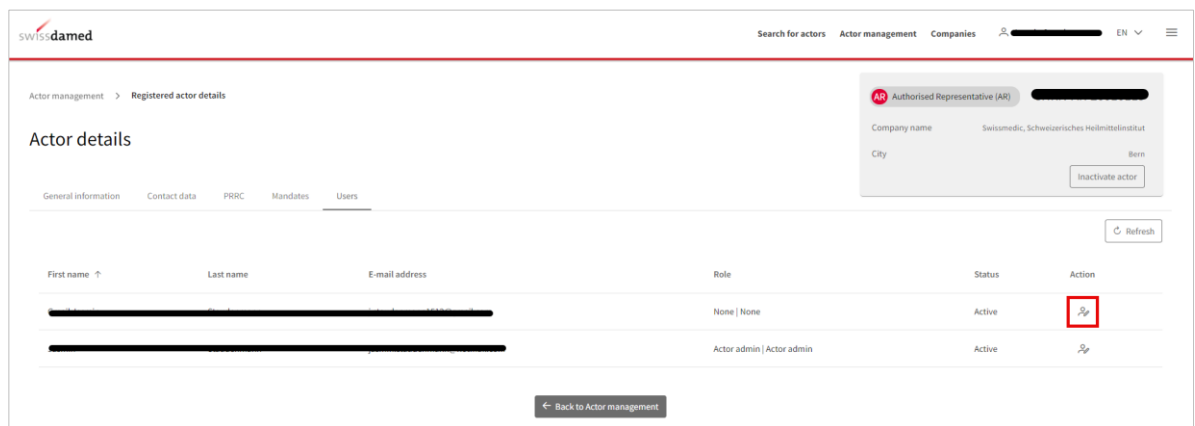 swissdamed
Search for actors Actor management Companies EN
Actor management > Registered actor details
AR Authorised Representative (AR)
Actor details
Company name Swissmedic, Schweizerisches Heilmittelinstitut
City Bern
Inactivate actor
General information Contact data PRRC Mandates Users
Refresh
First name ↑ Last name E-mail address Role Status Action
None | None Active
Actor admin | Actor admin Active
← Back to Actor management